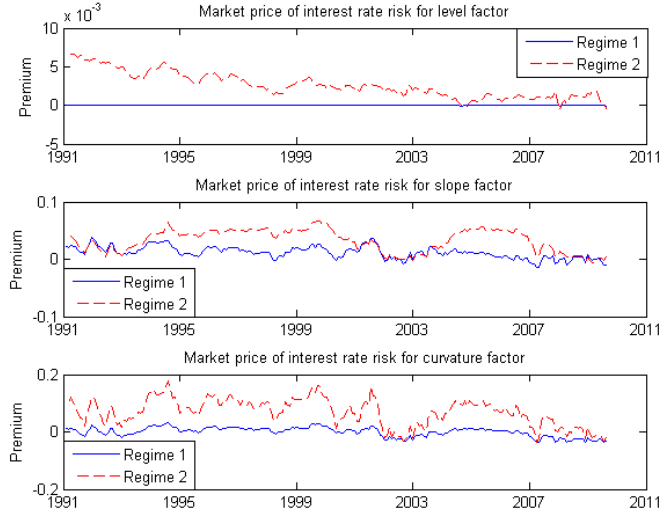 Market price of interest rate risk for level factor
x 10⁻³
10
5
0
-5
Premium
Regime 1
Regime 2
1991 1995 1999 2003 2007 2011
Market price of interest rate risk for slope factor
0.1
0
-0.1
Premium
Regime 1
Regime 2
1991 1995 1999 2003 2007 2011
Market price of interest rate risk for curvature factor
0.2
0
-0.2
Premium
Regime 1
Regime 2
1991 1995 1999 2003 2007 2011